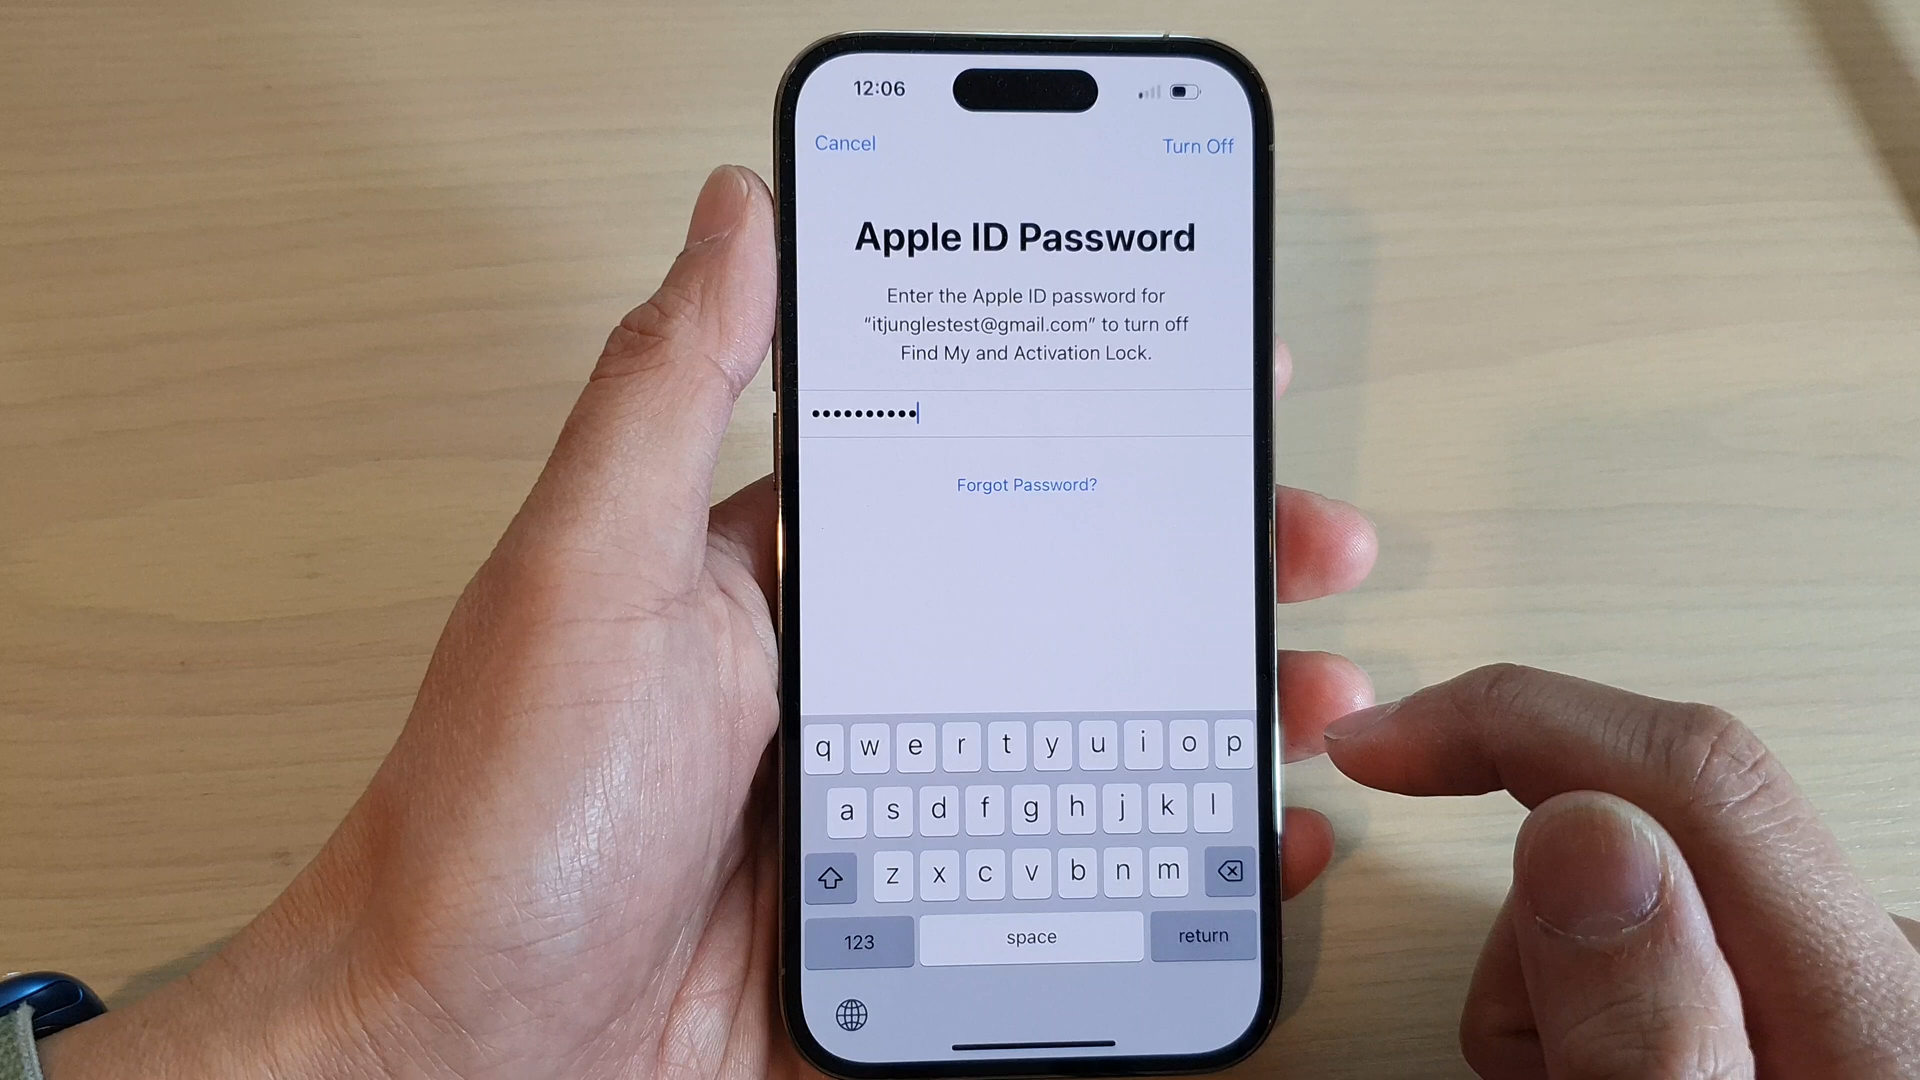 12:06
Cancel
Turn Off
Apple ID Password
Enter the Apple ID password for
“itjunglestest@gmail.com” to turn off
Find My and Activation Lock.
••••••••••
Forgot Password?
q w e r t y u i o p
a s d f g h j k l
z x c v b n m
123 space return